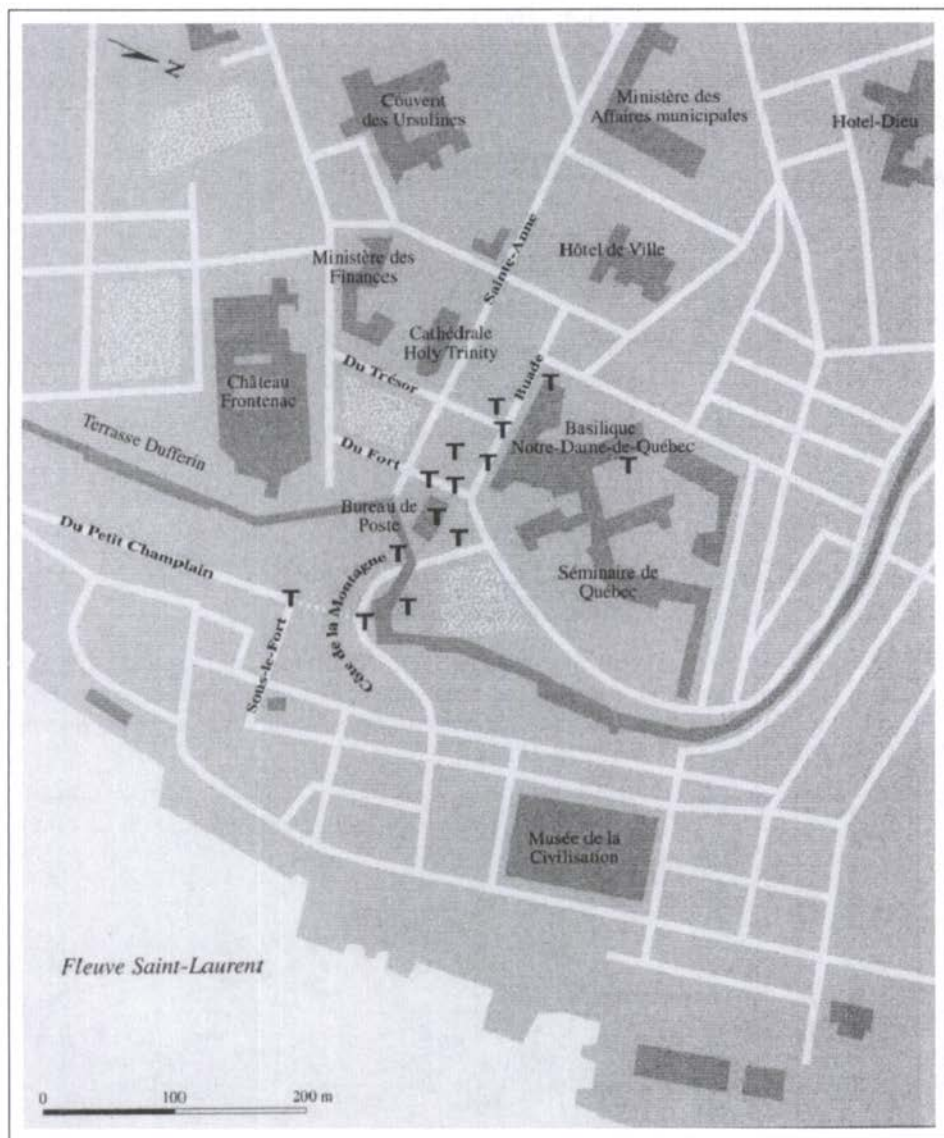 N
Couvent
des Ursulines
Ministère des
Affaires municipales
Hotel-Dieu
Sainte-Anne
Hôtel de Ville
Ministère des
Finances
Cathédrale
Holy Trinity
Buade
Du Trésor
Château
Frontenac
Basilique
Notre-Dame-de-Québec
Terrasse Dufferin
Du Fort
Bureau de
Poste
Du Petit Champlain
Côte de la Montagne
Séminaire de
Québec
Sous-le-Fort
T
T
T
T
T
T
T
T
T
T
T
T
T
T
Musée de la
Civilisation
Fleuve Saint-Laurent
0 100 200 m